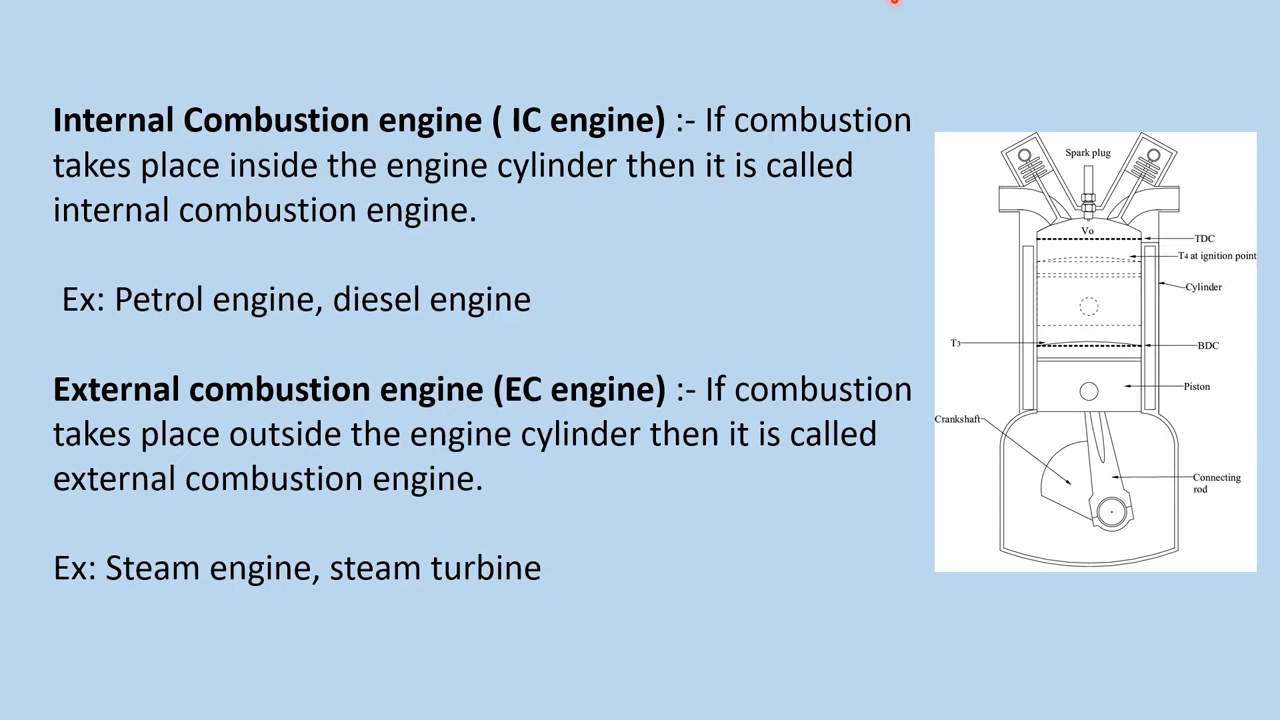 Internal Combustion engine ( IC engine) :- If combustion
takes place inside the engine cylinder then it is called
internal combustion engine.
Ex: Petrol engine, diesel engine
External combustion engine (EC engine) :- If combustion
takes place outside the engine cylinder then it is called
external combustion engine.
Ex: Steam engine, steam turbine
Spark plug
Vo
TDC
T4 at ignition point
Cylinder
T3
BDC
Piston
Crankshaft
Connecting
rod